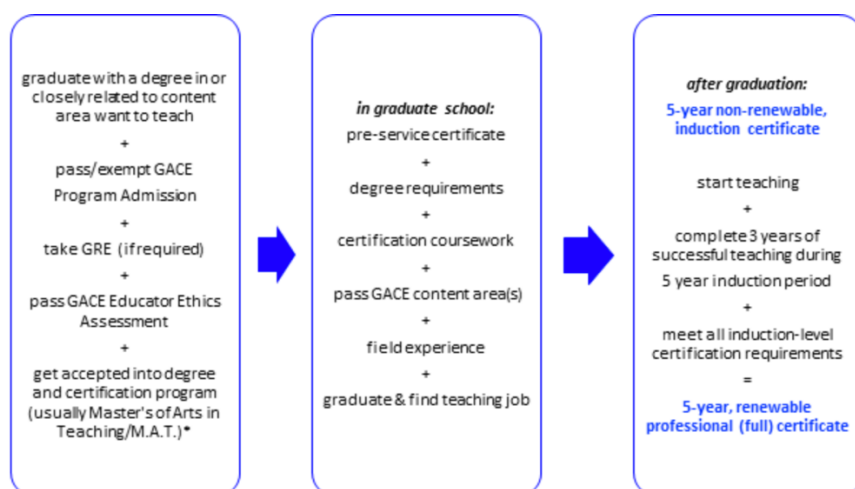 graduate with a degree in or
closely related to content
area want to teach
+
pass/exempt GACE
Program Admission
+
take GRE (if required)
+
pass GACE Educator Ethics
Assessment
+
get accepted into degree
and certification program
(usually Master's of Arts in
Teaching/M.A.T.)*
in graduate school:
pre-service certificate
+
degree requirements
+
certification coursework
+
pass GACE content area(s)
+
field experience
+
graduate & find teaching job
after graduation:
5-year non-renewable,
induction certificate
start teaching
+
complete 3 years of
successful teaching during
5 year induction period
+
meet all induction-level
certification requirements
=
5-year, renewable
professional (full) certificate